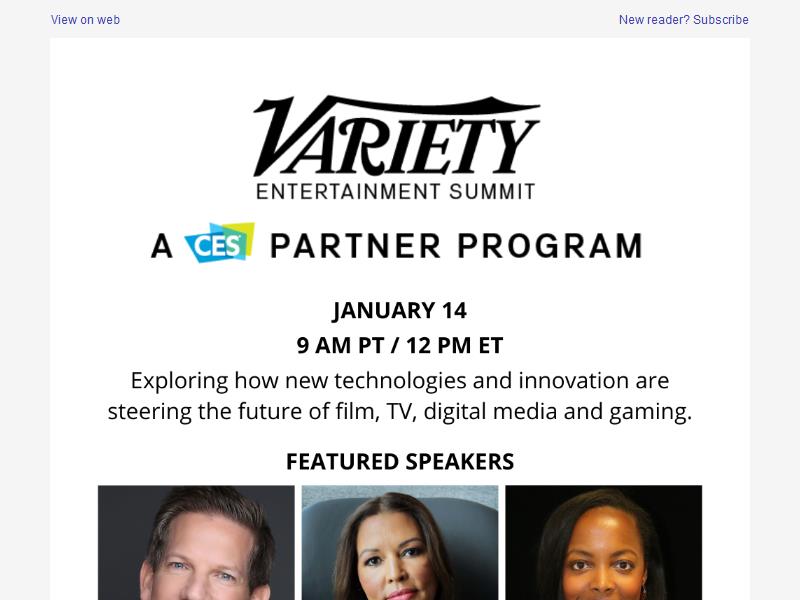 View on web
New reader? Subscribe
VARIETY
ENTERTAINMENT SUMMIT
A CES PARTNER PROGRAM
JANUARY 14
9 AM PT / 12 PM ET
Exploring how new technologies and innovation are
steering the future of film, TV, digital media and gaming.
FEATURED SPEAKERS